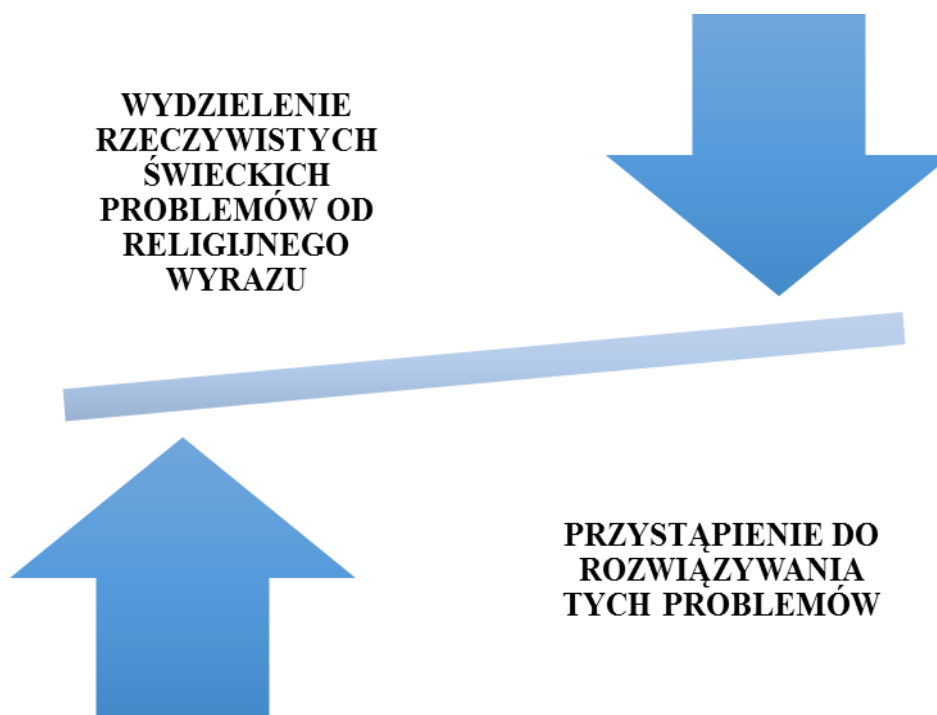 WYDZIELENIE
RZECZYWISTYCH
ŚWIECKICH
PROBLEMÓW OD
RELIGIJNEGO
WYRAZU
PRZYSTĄPIENIE DO
ROZWIĄZYWANIA
TYCH PROBLEMÓW